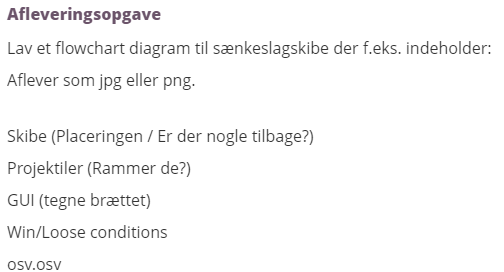 Afleveringsopgave
Lav et flowchart diagram til sænkeslagskibe der f.eks. indeholder:
Aflever som jpg eller png.
Skibe (Placeringen / Er der nogle tilbage?)
Projektiler (Rammer de?)
GUI (tegne brættet)
Win/Loose conditions
osv.osv